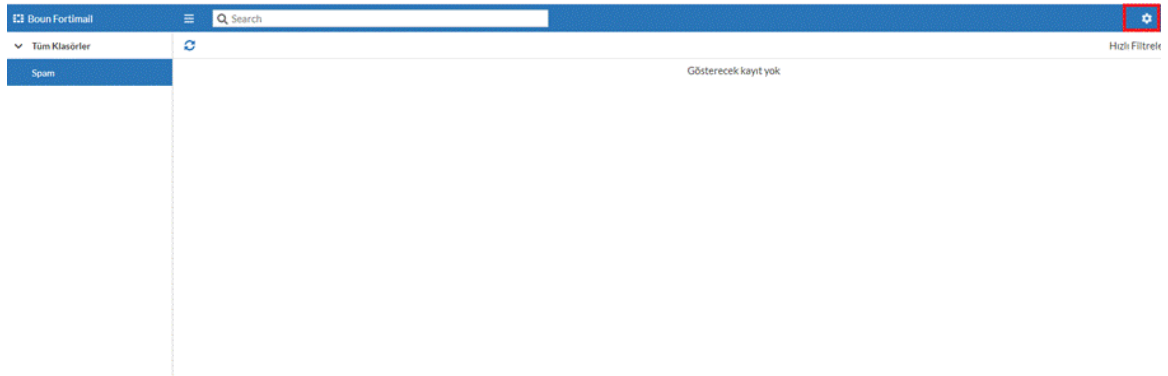 Boun Fortimail
Search
Tüm Klasörler
Hızlı Filtrele
Spam
Gösterecek kayıt yok